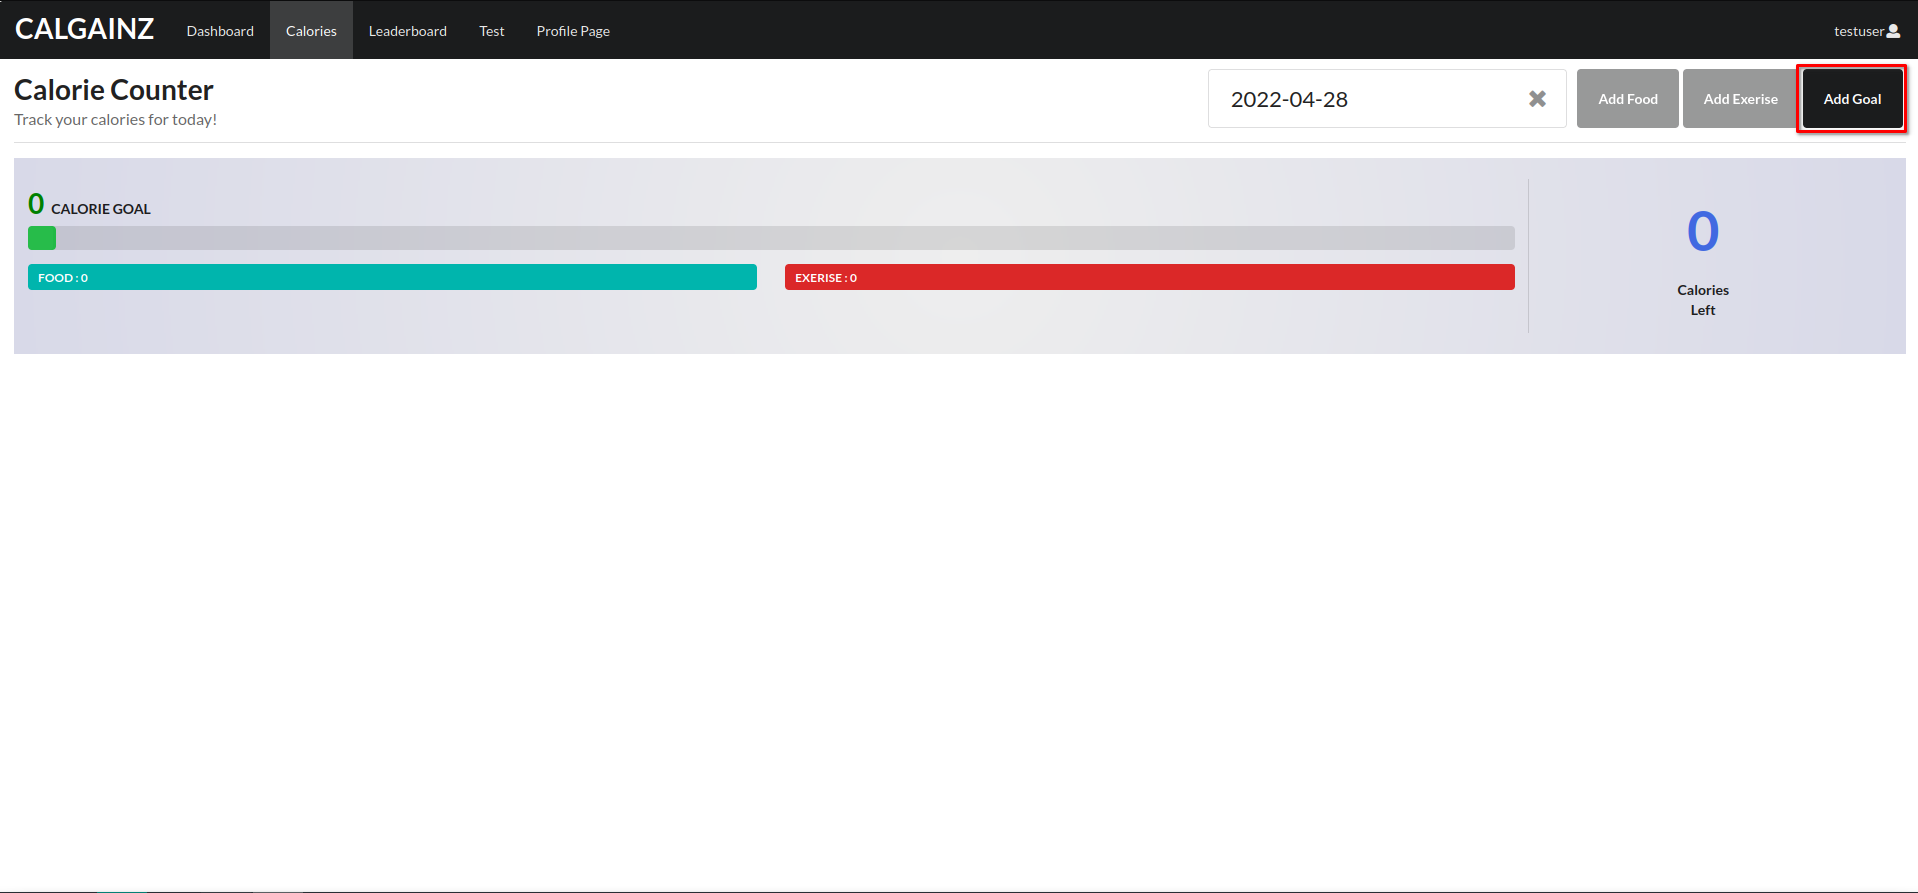 CALGAINZ Dashboard Calories Leaderboard Test Profile Page testuser
Calorie Counter
Track your calories for today!
2022-04-28
Add Food Add Exerise Add Goal
0 CALORIE GOAL
FOOD : 0
EXERISE : 0
0
Calories
Left